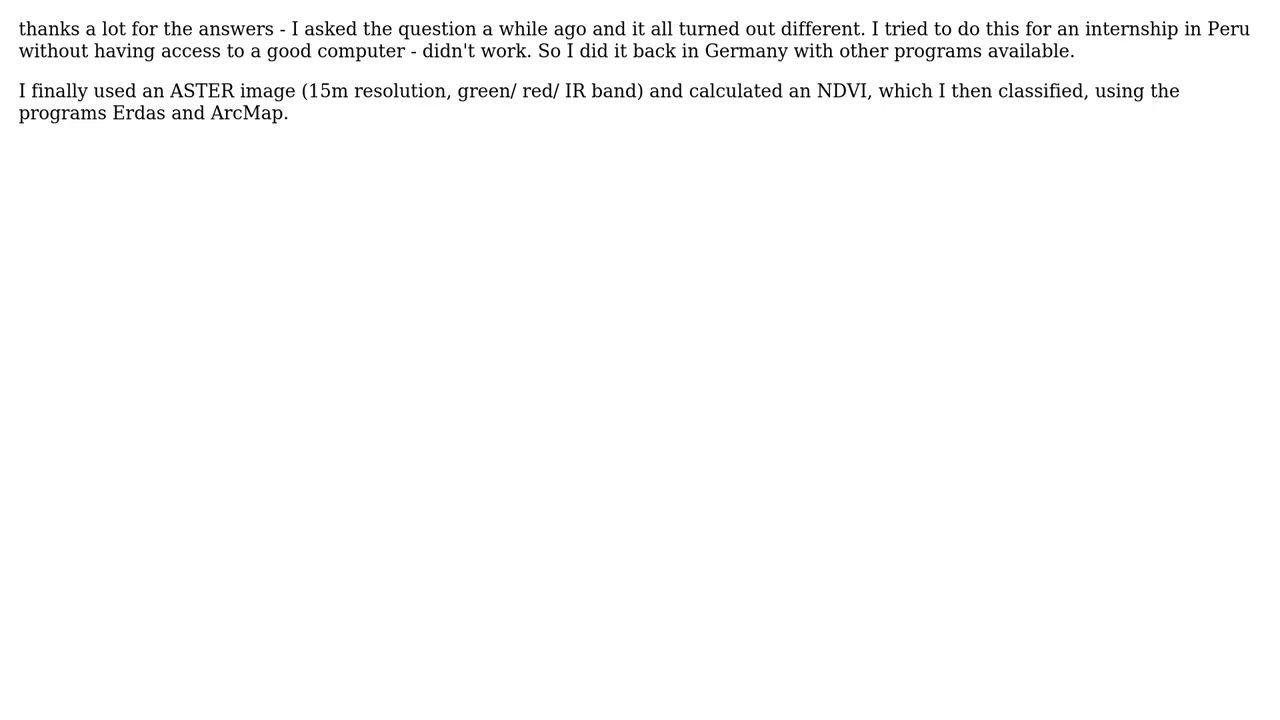 thanks a lot for the answers - I asked the question a while ago and it all turned out different. I tried to do this for an internship in Peru
without having access to a good computer - didn't work. So I did it back in Germany with other programs available.
I finally used an ASTER image (15m resolution, green/ red/ IR band) and calculated an NDVI, which I then classified, using the
programs Erdas and ArcMap.